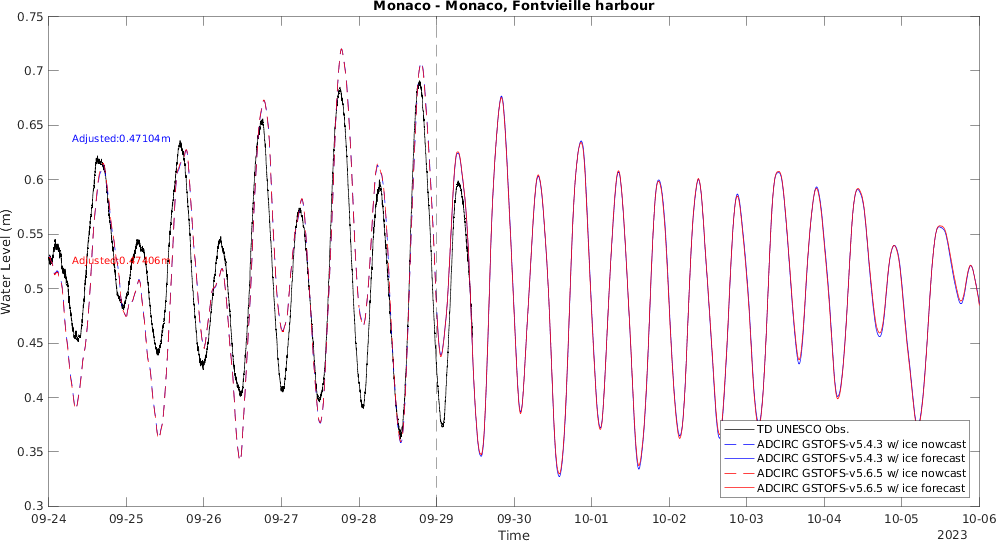 Monaco - Monaco, Fontvieille harbour
0.75
0.7
0.65
0.6
0.55
0.5
0.45
0.4
0.35
0.3
Water Level (m)
Adjusted:0.47104m
Adjusted:0.47406m
TD UNESCO Obs.
ADCIRC GSTOFS-v5.4.3 w/ ice nowcast
ADCIRC GSTOFS-v5.4.3 w/ ice forecast
ADCIRC GSTOFS-v5.6.5 w/ ice nowcast
ADCIRC GSTOFS-v5.6.5 w/ ice forecast
09-24 09-25 09-26 09-27 09-28 09-29 09-30 10-01 10-02 10-03 10-04 10-05 10-06
Time
2023